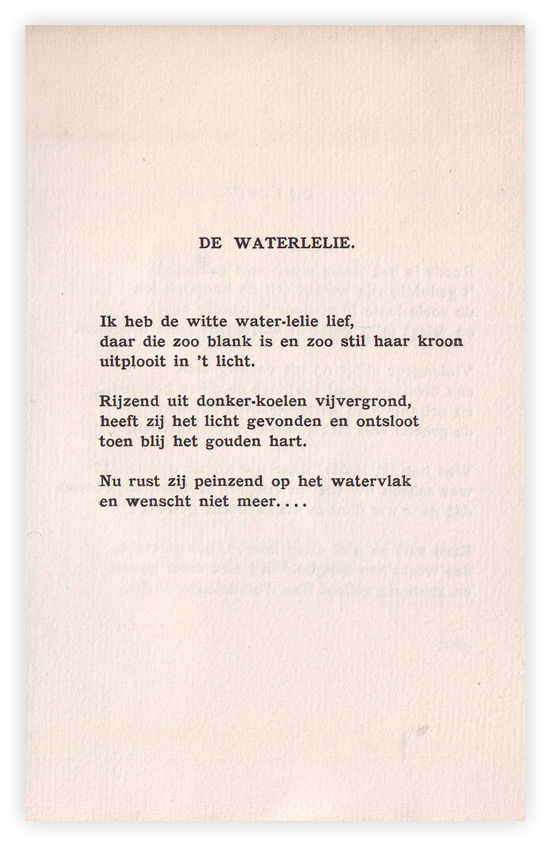 DE WATERLELIE.
Ik heb de witte water-lelie lief,
daar die zoo blank is en zoo stil haar kroon
uitplooit in 't licht.
Rijzend uit donker-koelen vijvergrond,
heeft zij het licht gevonden en ontsloot
toen blij het gouden hart.
Nu rust zij peinzend op het watervlak
en wenscht niet meer....